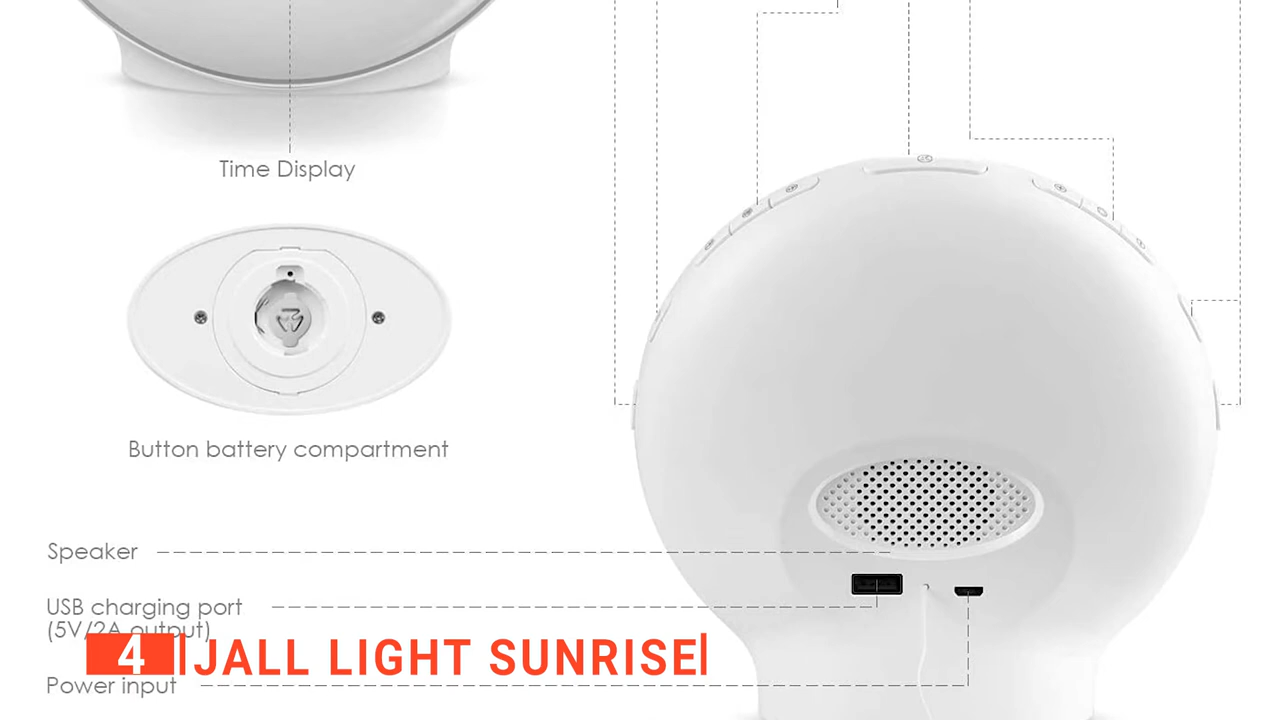 Time Display
Button battery compartment
Speaker
USB charging port
(5V/2A output)
4 JALL LIGHT SUNRISE
Power input